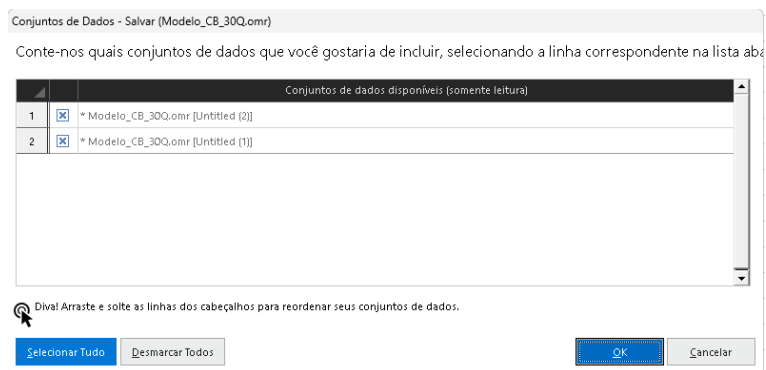 Conjuntos de Dados - Salvar (Modelo_CB_30Q.omr)
Conte-nos quais conjuntos de dados que você gostaria de incluir, selecionando a linha correspondente na lista aba
Conjuntos de dados disponíveis (somente leitura)
1 * Modelo_CB_30Q.omr [Untitled (2)]
2 * Modelo_CB_30Q.omr [Untitled (1)]
Diva! Arraste e solte as linhas dos cabeçalhos para reordenar seus conjuntos de dados.
Selecionar Tudo Desmarcar Todos OK Cancelar